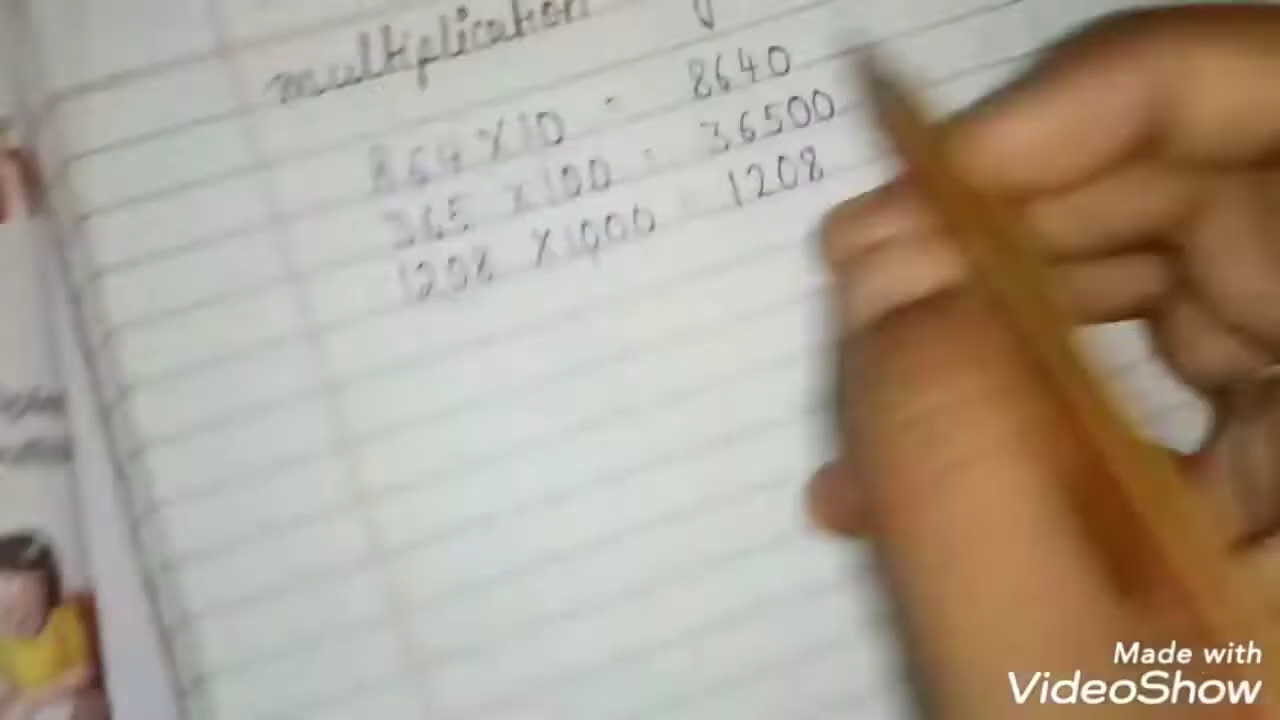 multiplication
864 × 10 = 8640
365 × 100 = 36500
1208 × 1000 = 1208
Made with
VideoShow